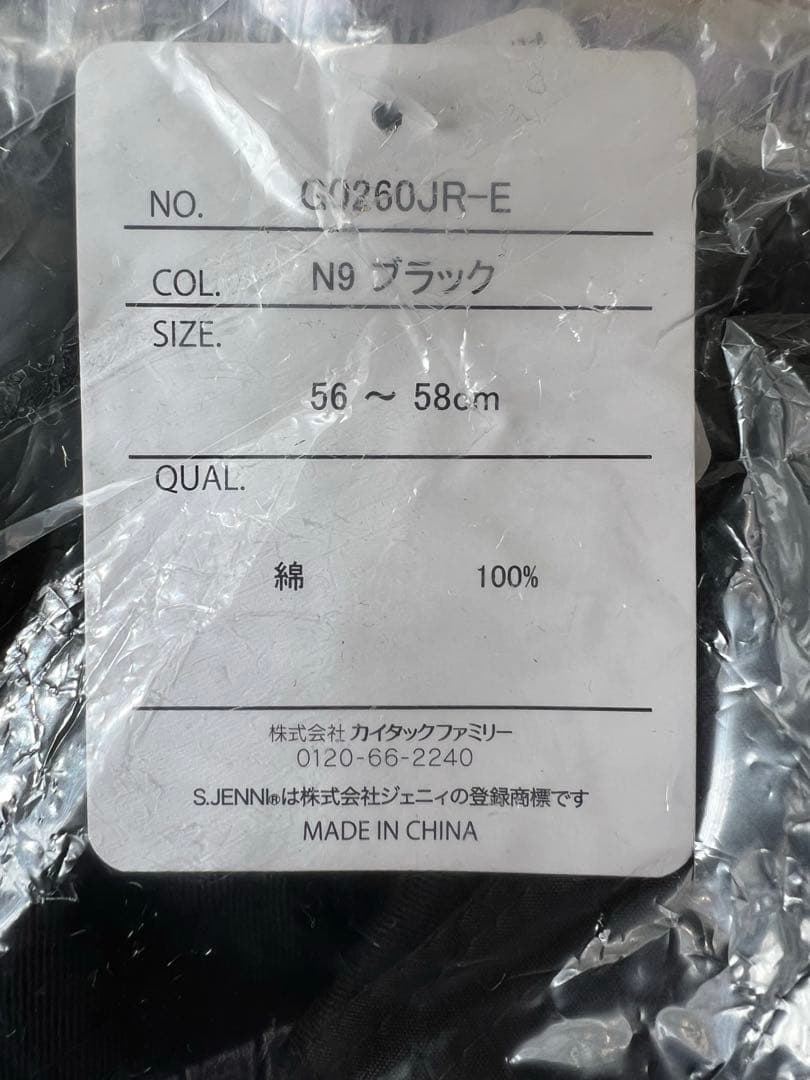 NO. G0260JR-E
COL. N9 ブラック
SIZE.
56 ～ 58cm
QUAL.
綿 100%
株式会社 カイタックファミリー
0120-66-2240
S.JENNI®は株式会社ジェニィの登録商標です
MADE IN CHINA